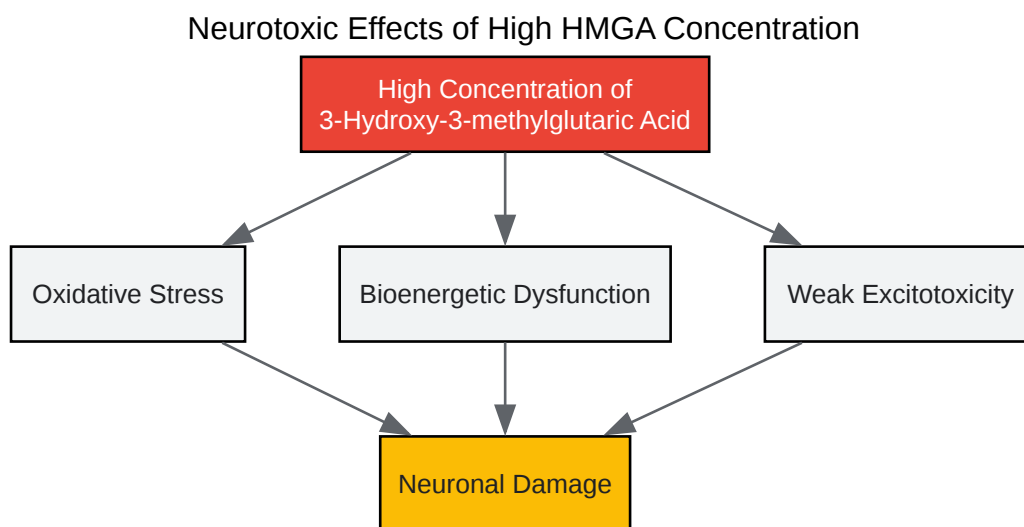 Neurotoxic Effects of High HMGA Concentration
High Concentration of
3-Hydroxy-3-methylglutaric Acid
Oxidative Stress
Bioenergetic Dysfunction
Weak Excitotoxicity
Neuronal Damage